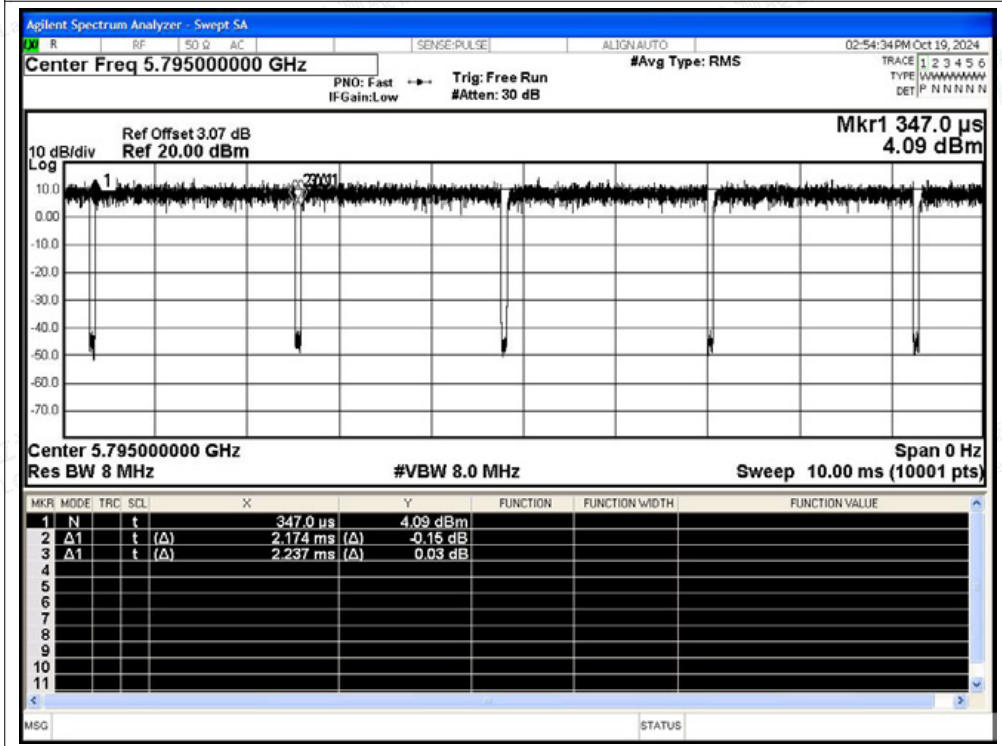 Agilent Spectrum Analyzer - Swept SA
R RF 50 Ω AC SENSE:PULSE ALIGN AUTO 02:54:34 PM Oct 19, 2024
Center Freq 5.795000000 GHz #Avg Type: RMS TRACE 1 2 3 4 5 6
PNO: Fast Trig: Free Run TYPE WWWWWW
IFGain:Low #Atten: 30 dB DET P N N N N N
Mkr1 347.0 µs
Ref Offset 3.07 dB
10 dB/div Ref 20.00 dBm 4.09 dBm
Log
1
10.0
0.00
-10.0
-20.0
-30.0
-40.0
-50.0
-60.0
-70.0
Center 5.795000000 GHz Span 0 Hz
Res BW 8 MHz #VBW 8.0 MHz Sweep 10.00 ms (10001 pts)
MKR MODE TRC SCL X Y FUNCTION FUNCTION WIDTH FUNCTION VALUE
1 N t 347.0 µs 4.09 dBm
2 Δ1 t (Δ) 2.174 ms (Δ) -0.15 dB
3 Δ1 t (Δ) 2.237 ms (Δ) 0.03 dB
4
5
6
7
8
9
10
11
MSG STATUS